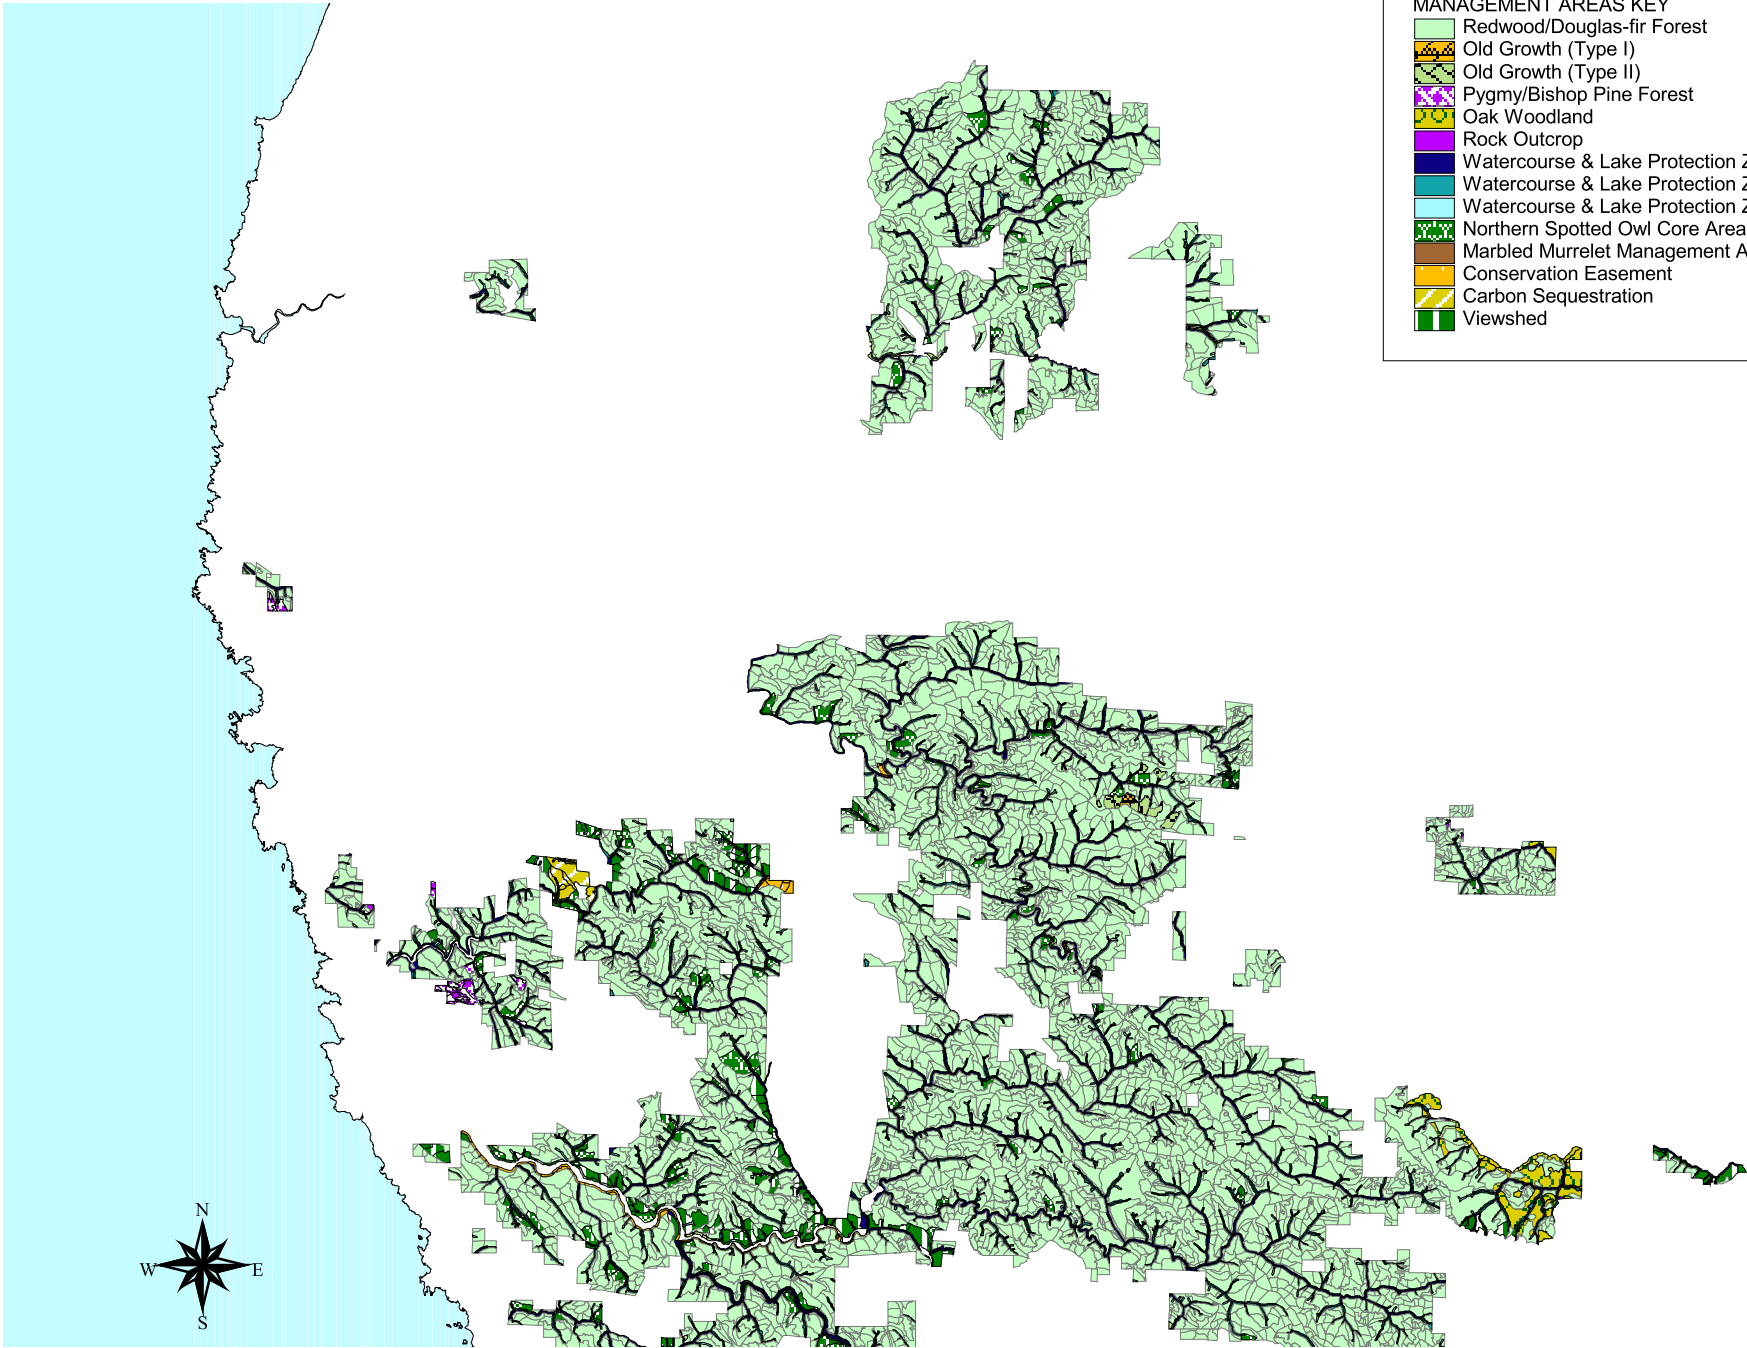 MANAGEMENT AREAS KEY
Redwood/Douglas-fir Forest
Old Growth (Type I)
Old Growth (Type II)
Pygmy/Bishop Pine Forest
Oak Woodland
Rock Outcrop
Watercourse & Lake Protection Z
Watercourse & Lake Protection Z
Watercourse & Lake Protection Z
Northern Spotted Owl Core Area
Marbled Murrelet Management A
Conservation Easement
Carbon Sequestration
Viewshed
N
W E
S